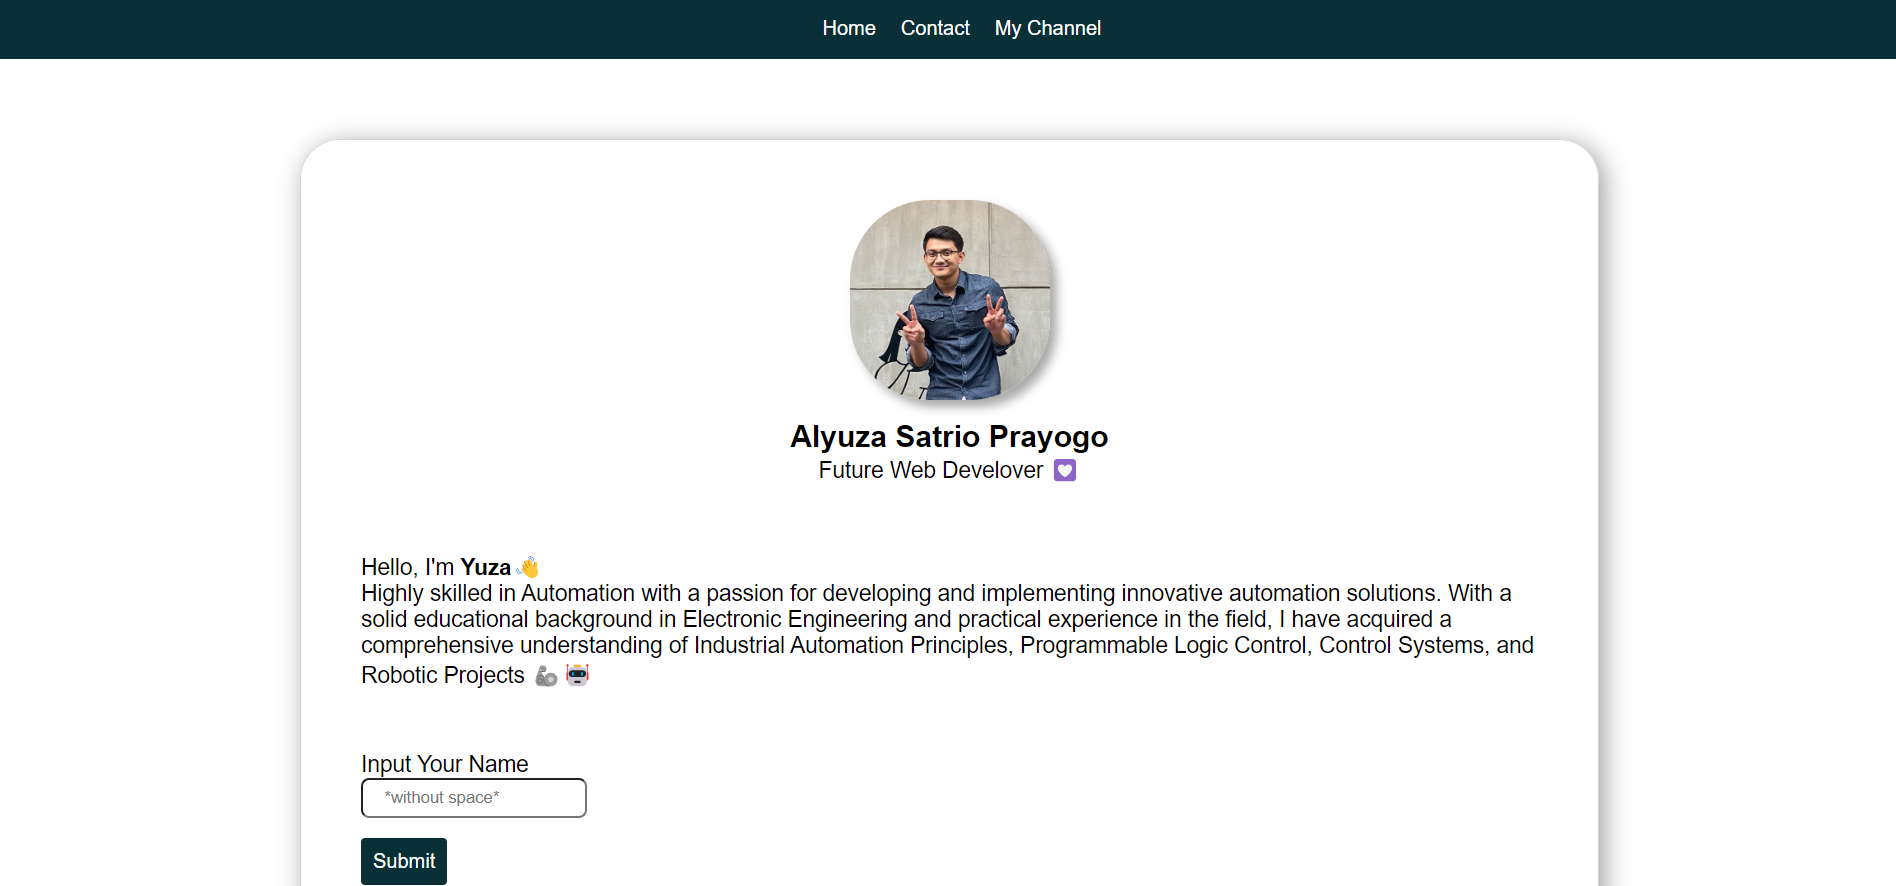 Home Contact My Channel
Alyuza Satrio Prayogo
Future Web Develover 💟
Hello, I'm Yuza 👋
Highly skilled in Automation with a passion for developing and implementing innovative automation solutions. With a
solid educational background in Electronic Engineering and practical experience in the field, I have acquired a
comprehensive understanding of Industrial Automation Principles, Programmable Logic Control, Control Systems, and
Robotic Projects 🦾 🤖
Input Your Name
*without space*
Submit